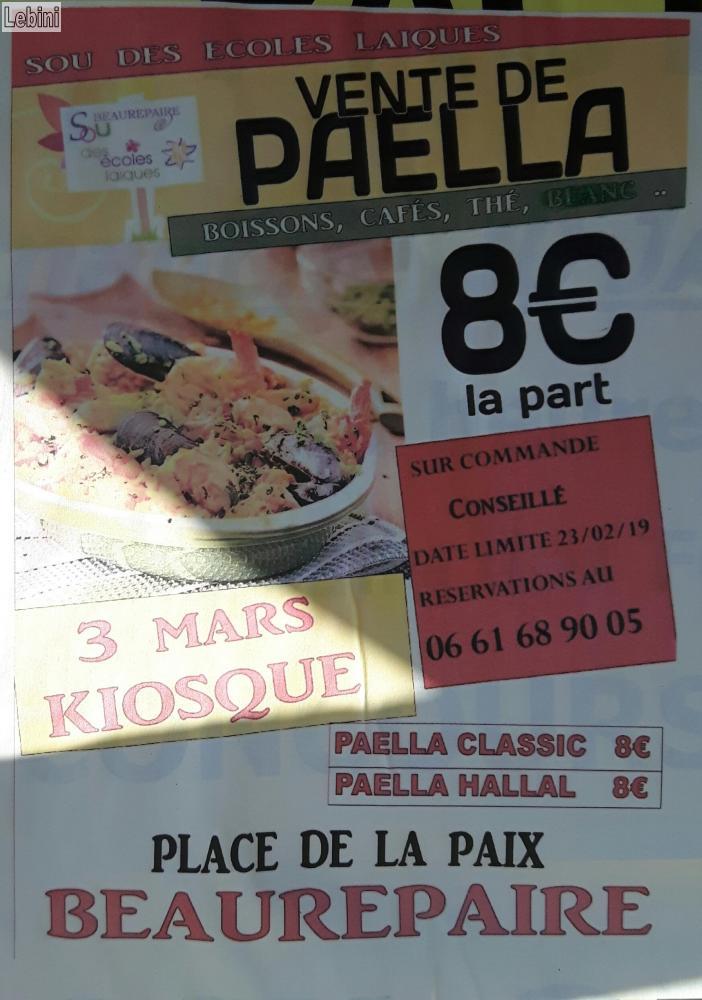 Lebini
SOU DES ECOLES LAIQUES
BEAUREPAIRE
SOU
des
écoles
laïques
VENTE DE
PAELLA
BOISSONS, CAFÉS, THÉ, BLANC ..
8€
la part
SUR COMMANDE
CONSEILLÉ
DATE LIMITE 23/02/19
RESERVATIONS AU
06 61 68 90 05
3 MARS
KIOSQUE
PAELLA CLASSIC 8€
PAELLA HALLAL 8€
PLACE DE LA PAIX
BEAUREPAIRE